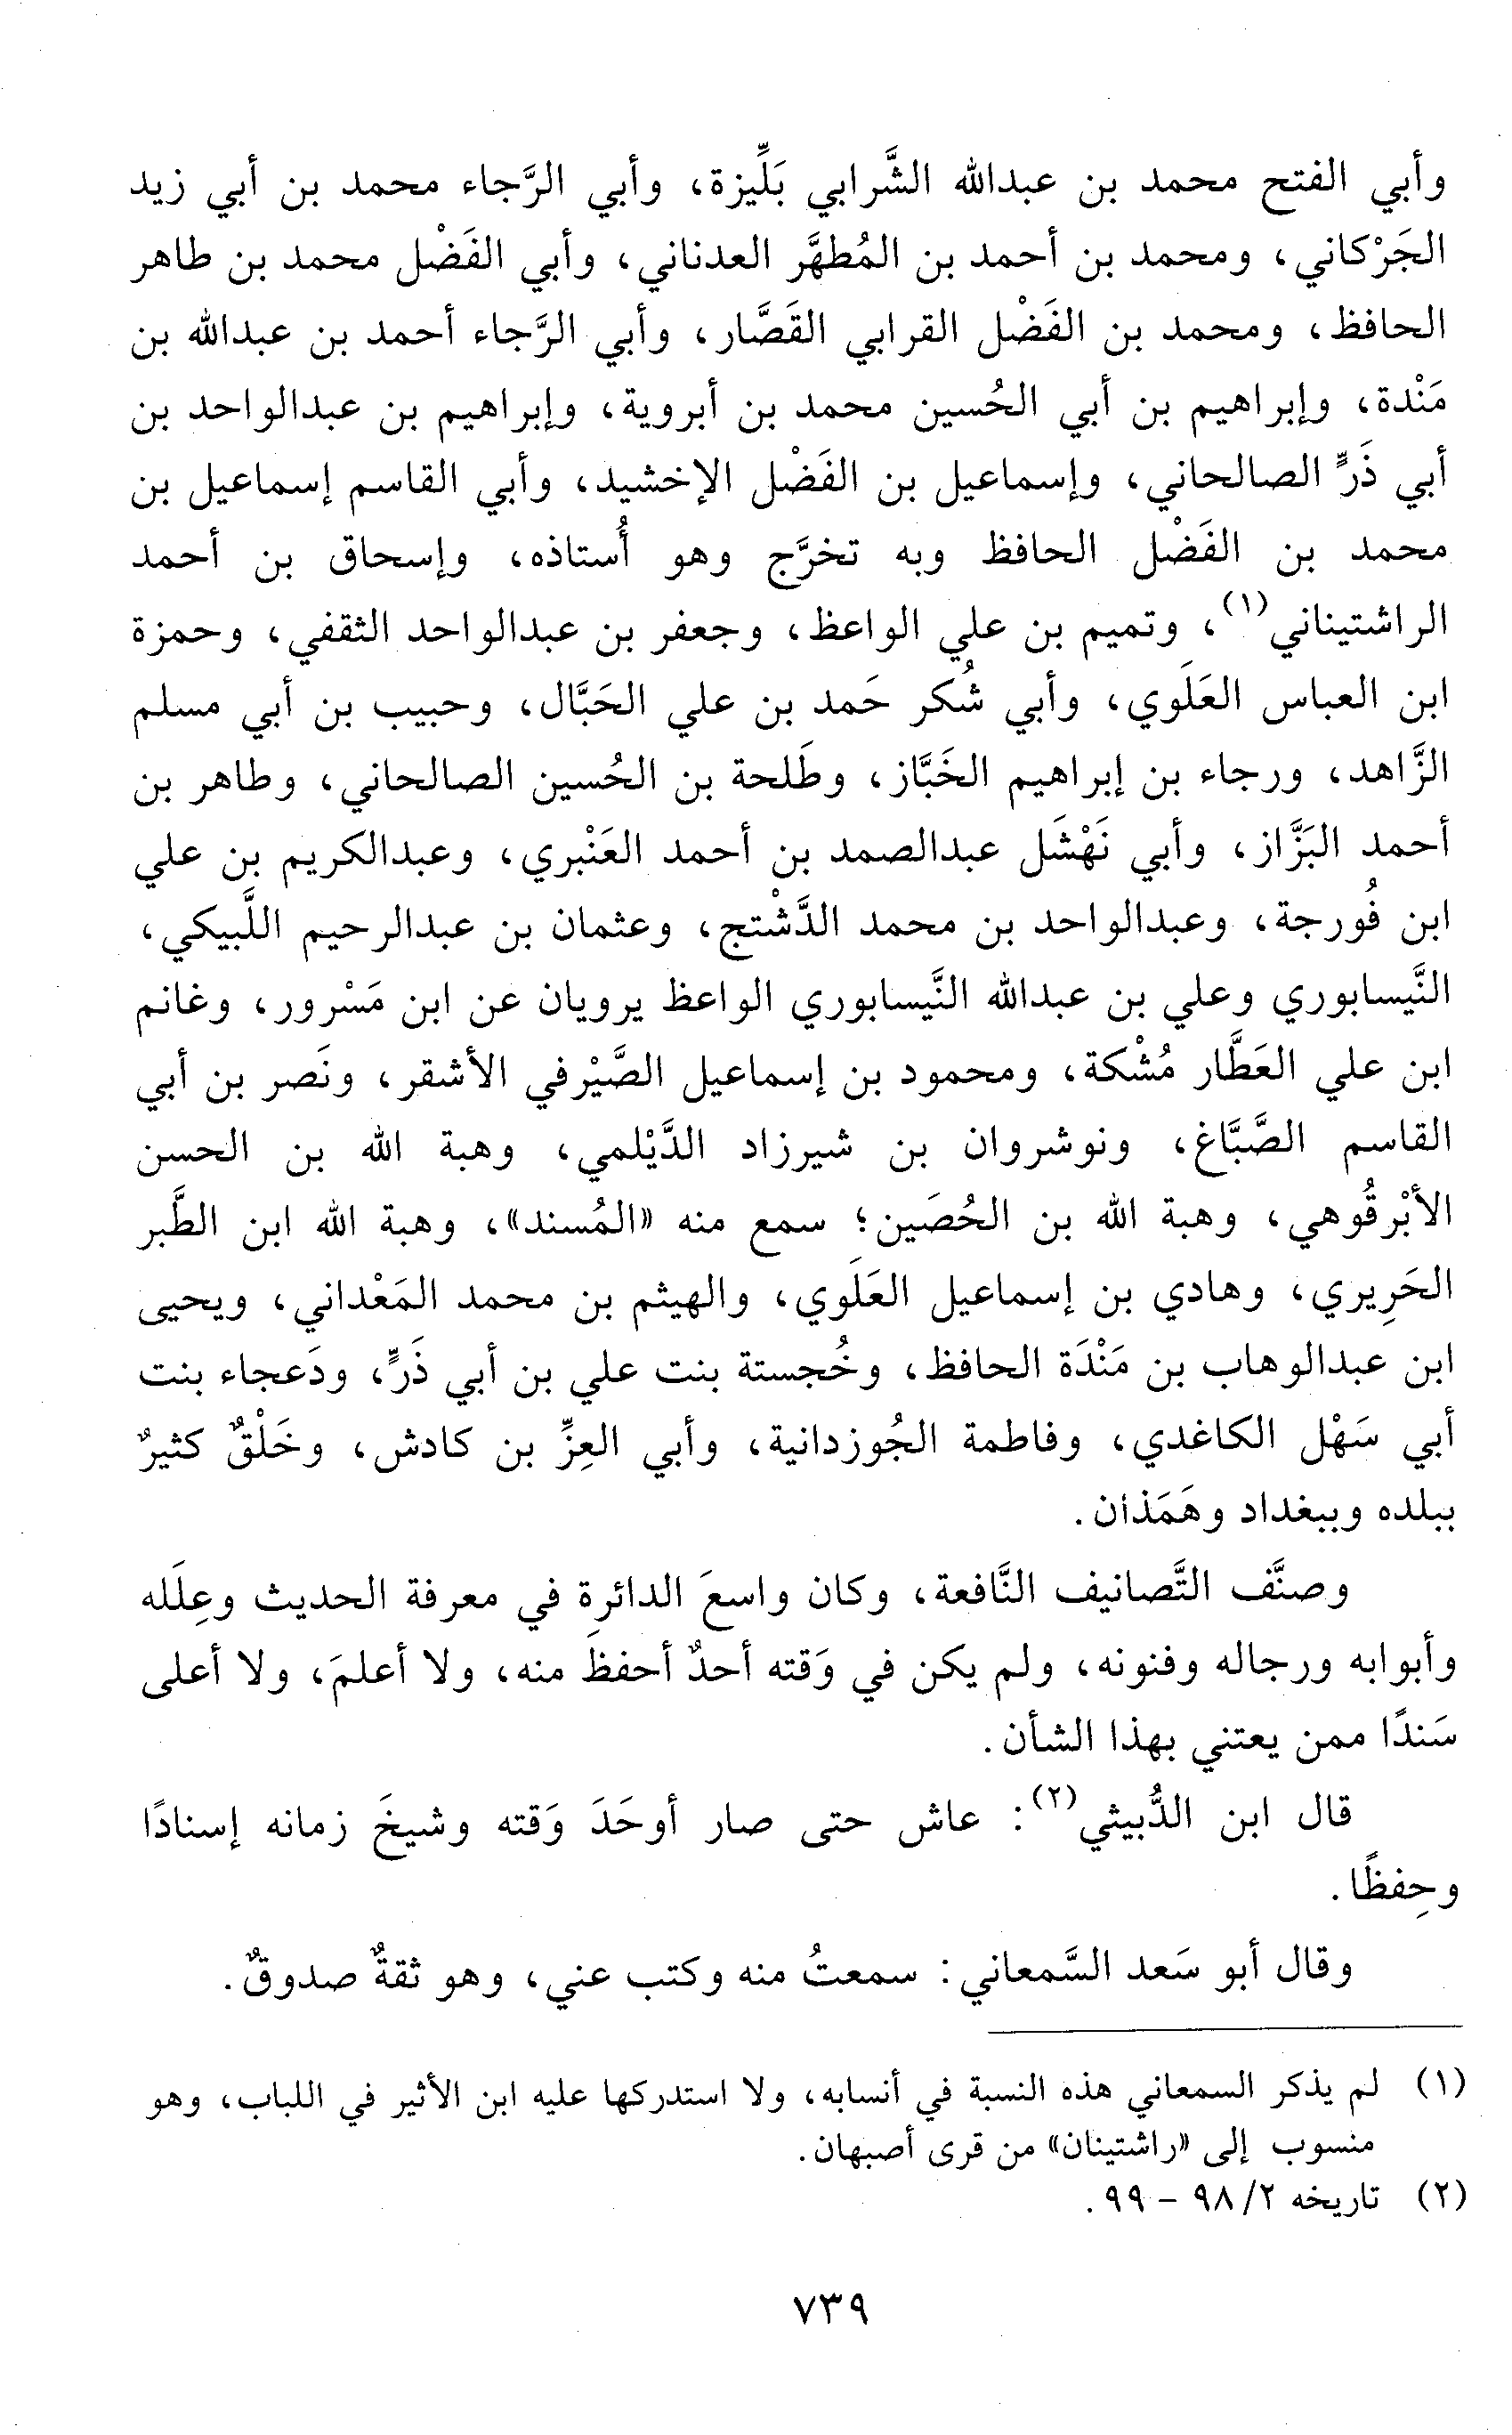 وأبي الفتح محمد بن عبدالله الشَّرابي بَلِّيزة، وأبي الرَّجاء محمد بن أبي زيد
الجَرْكاني، ومحمد بن أحمد بن المُطهَّر العدناني، وأبي الفَضْل محمد بن طاهر
الحافظ، ومحمد بن الفَضْل القرابي القَصَّار، وأبي الرَّجاء أحمد بن عبدالله بن
مَنْدة، وإبراهيم بن أبي الحُسين محمد بن أبروية، وإبراهيم بن عبدالواحد بن
أبي ذَرٍّ الصالحاني، وإسماعيل بن الفَضْل الإخشيد، وأبي القاسم إسماعيل بن
محمد بن الفَضْل الحافظ وبه تخرَّج وهو أُستاذه، وإسحاق بن أحمد
الراشتيناني(١)، وتميم بن علي الواعظ، وجعفر بن عبدالواحد الثقفي، وحمزة
ابن العباس العَلَوي، وأبي شُكر حَمد بن علي الحَبَّال، وحبيب بن أبي مسلم
الزَّاهد، ورجاء بن إبراهيم الخَبَّاز، وطَلحة بن الحُسين الصالحاني، وطاهر بن
أحمد البَزَّاز، وأبي نَهْشَل عبدالصمد بن أحمد العَنْبري، وعبدالكريم بن علي
ابن فُورجة، وعبدالواحد بن محمد الدَّشْتج، وعثمان بن عبدالرحيم اللَّبيكي،
النَّيسابوري وعلي بن عبدالله النَّيسابوري الواعظ يرويان عن ابن مَسْرور، وغانم
ابن علي العَطَّار مُشْكة، ومحمود بن إسماعيل الصَّيْرفي الأشقر، ونَصر بن أبي
القاسم الصَّبَّاغ، ونوشروان بن شيرزاد الدَّيْلمي، وهبة الله بن الحسن
الأبْرقُوهي، وهبة الله بن الحُصَين؛ سمع منه «المُسند»، وهبة الله ابن الطَّبر
الحَرِيري، وهادي بن إسماعيل العَلَوي، والهيثم بن محمد المَعْداني، ويحيى
ابن عبدالوهاب بن مَنْدَة الحافظ، وخُجستة بنت علي بن أبي ذَرٍّ، ودَعجاء بنت
أبي سَهْل الكاغدي، وفاطمة الجُوزدانية، وأبي العِزِّ بن كادش، وخَلْقٌ كثيرٌ
ببلده وببغداد وهَمَذان.
وصنَّف التَّصانيف النَّافعة، وكان واسعَ الدائرة في معرفة الحديث وعِلَله
وأبوابه ورجاله وفنونه، ولم يكن في وَقته أحدٌ أحفظَ منه، ولا أعلمَ، ولا أعلى
سَندًا ممن يعتني بهذا الشأن.
قال ابن الدُّبيثي(٢): عاش حتى صار أوحَدَ وَقته وشيخَ زمانه إسنادًا
وحِفظًا.
وقال أبو سَعد السَّمعاني: سمعتُ منه وكتب عني، وهو ثقةٌ صدوقٌ.
(١) لم يذكر السمعاني هذه النسبة في أنسابه، ولا استدركها عليه ابن الأثير في اللباب، وهو
منسوب إلى «راشتينان» من قرى أصبهان.
(٢) تاريخه ٢/ ٩٨ - ٩٩.
٧٣٩